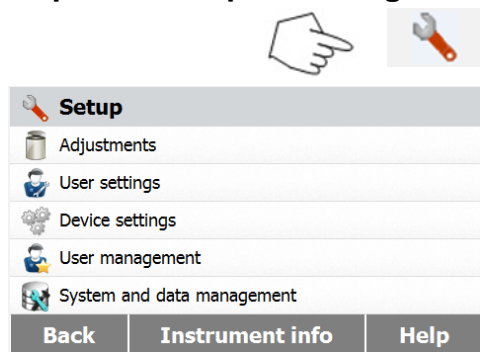 Setup
Adjustments
User settings
Device settings
User management
System and data management
Back Instrument info Help